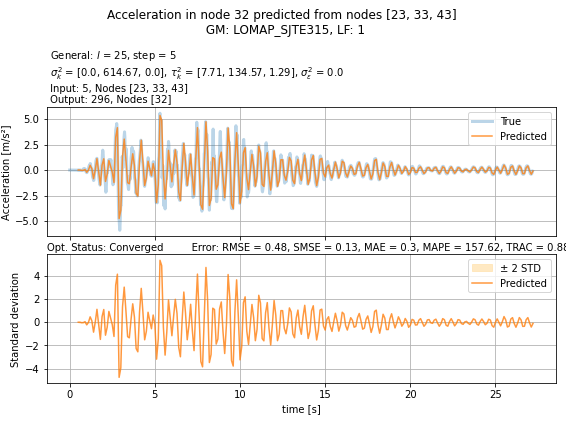 Acceleration in node 32 predicted from nodes [23, 33, 43]
GM: LOMAP_SJTE315, LF: 1
General: l = 25, step = 5
σ²ₖ = [0.0, 614.67, 0.0], τ²ₖ = [7.71, 134.57, 1.29], σ²ε = 0.0
Input: 5, Nodes [23, 33, 43]
Output: 296, Nodes [32]
Acceleration [m/s²]
5.0
2.5
0.0
−2.5
−5.0
True
Predicted
Opt. Status: Converged Error: RMSE = 0.48, SMSE = 0.13, MAE = 0.3, MAPE = 157.62, TRAC = 0.88
Standard deviation
4
2
0
−2
−4
± 2 STD
Predicted
0 5 10 15 20 25
time [s]